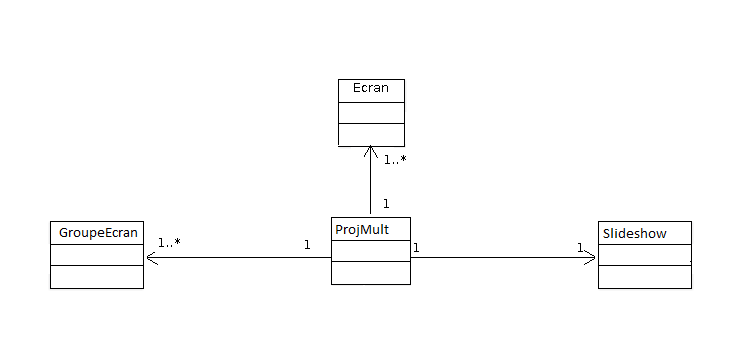 Ecran
1..*
1
GroupeEcran
1..*
1
ProjMult
1
1
Slideshow